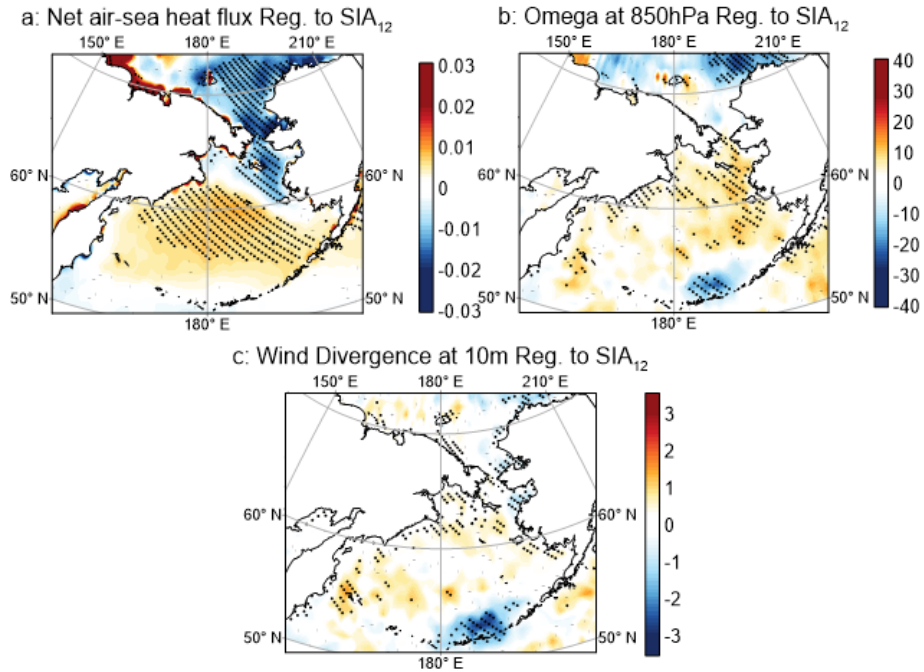 a: Net air-sea heat flux Reg. to SIA12
150° E 180° E 210° E
60° N
50° N
60° N
50° N
180° E
0.03
0.02
0.01
0
-0.01
-0.02
-0.03
b: Omega at 850hPa Reg. to SIA12
150° E 180° E 210° E
60° N
50° N
60° N
50° N
180° E
40
30
20
10
0
-10
-20
-30
-40
c: Wind Divergence at 10m Reg. to SIA12
150° E 180° E 210° E
60° N
50° N
60° N
50° N
180° E
3
2
1
0
-1
-2
-3